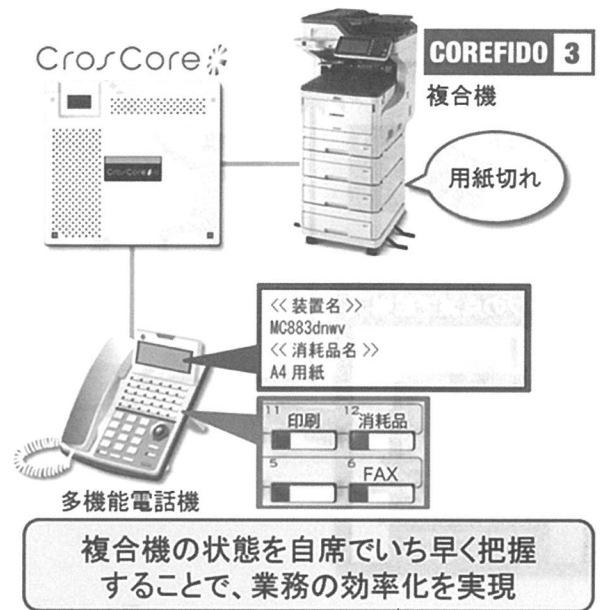 CrosCore
COREFIDO 3
複合機
用紙切れ
CrosCore
<< 装置名 >>
MC883dnwv
<< 消耗品名 >>
A4 用紙
11 印刷
12 消耗品
5
6 FAX
多機能電話機
複合機の状態を自席でいち早く把握
することで、業務の効率化を実現